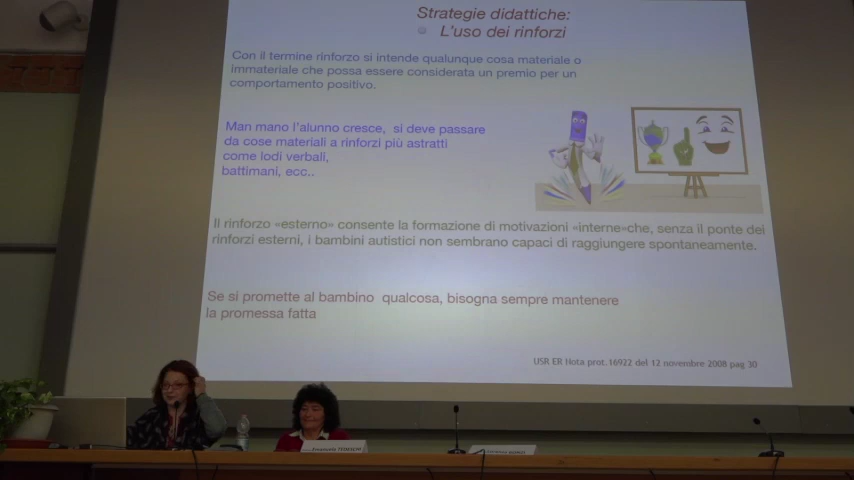 Strategie didattiche:
L'uso dei rinforzi
Con il termine rinforzo si intende qualunque cosa materiale o
immateriale che possa essere considerata un premio per un
comportamento positivo.
Man mano l'alunno cresce, si deve passare
da cose materiali a rinforzi più astratti
come lodi verbali,
battimani, ecc..
Il rinforzo «esterno» consente la formazione di motivazioni «interne»che, senza il ponte dei
rinforzi esterni, i bambini autistici non sembrano capaci di raggiungere spontaneamente.
Se si promette al bambino qualcosa, bisogna sempre mantenere
la promessa fatta
USR ER Nota prot.16922 del 12 novembre 2008 pag 30